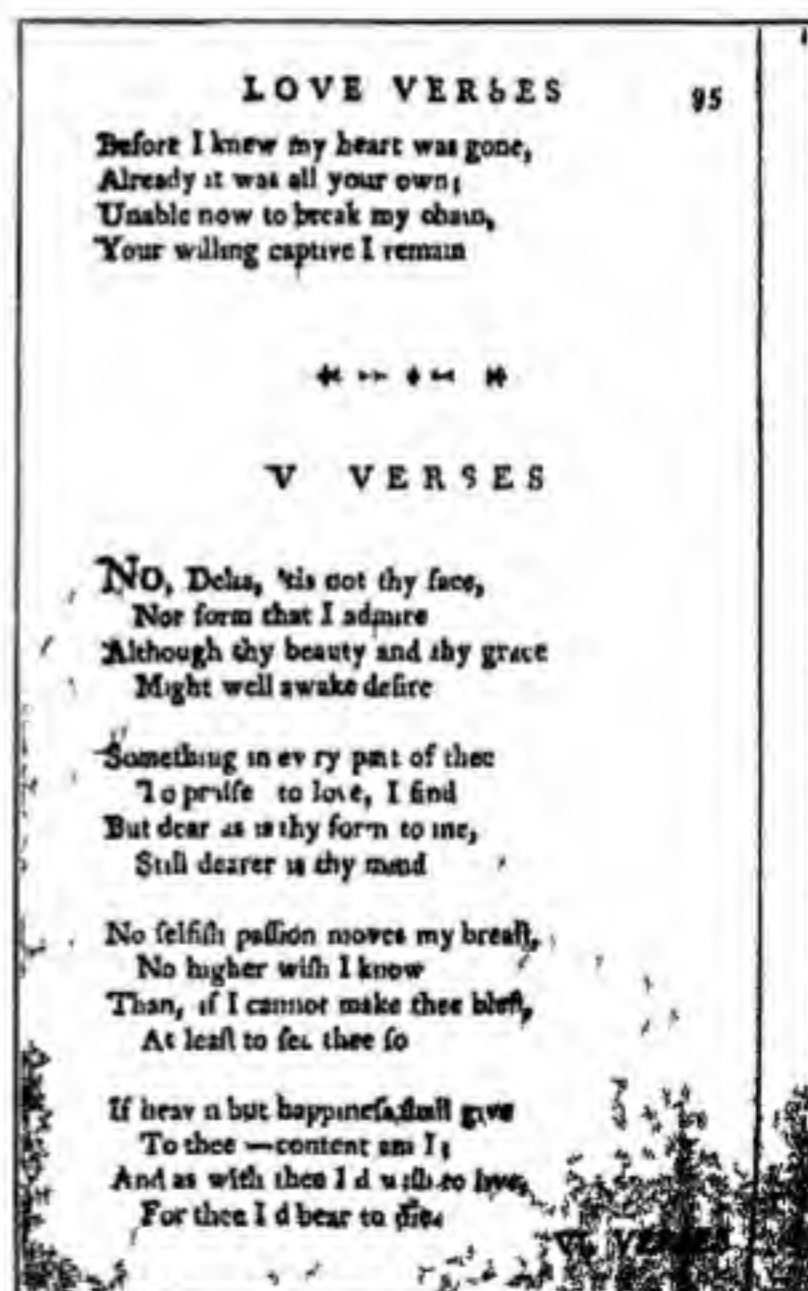 LOVE VERSES 95
Before I knew my heart was gone,
Already it was all your own;
Unable now to break my chain,
Your willing captive I remain
V VERSES
NO, Delia, 'tis not thy face,
Nor form that I admire
Although thy beauty and thy grace
Might well awake deſire
Something in ev ry part of thee
To praiſe to love, I find
But dear as is thy form to me,
Still dearer is thy mind
No ſelfiſh paſſion moves my breaſt,
No higher wiſh I know
Than, if I cannot make thee bleſt,
At leaſt to ſee thee ſo
If heav n but happineſs ſhall give
To thee —content am I;
And as with thee I d wiſh to live,
For thee I d bear to die.
VI. VERSES